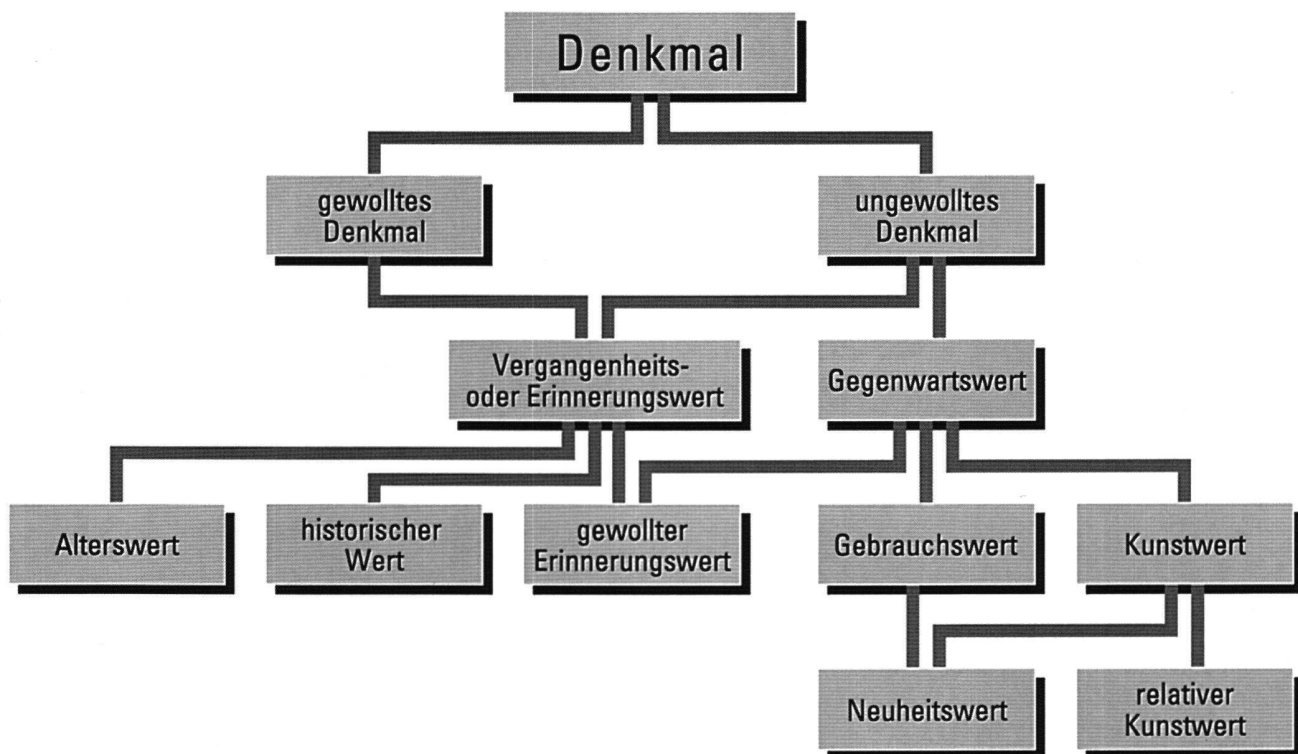 Denkmal
gewolltes
Denkmal
ungewolltes
Denkmal
Vergangenheits-
oder Erinnerungswert
Gegenwartswert
Alterswert
historischer
Wert
gewollter
Erinnerungswert
Gebrauchswert
Kunstwert
Neuheitswert
relativer
Kunstwert